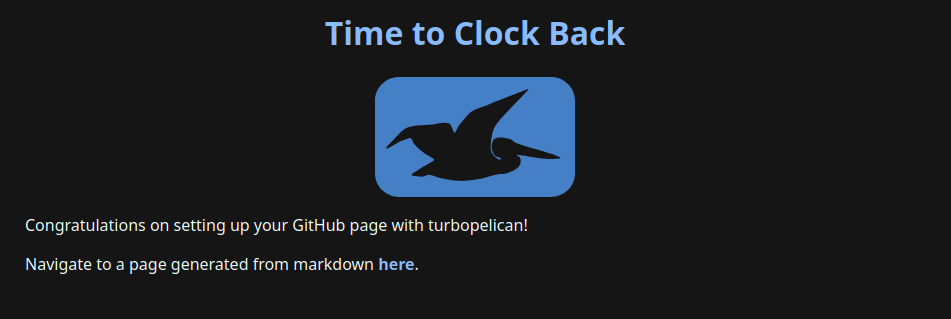 Time to Clock Back
Congratulations on setting up your GitHub page with turbopelican!
Navigate to a page generated from markdown here.